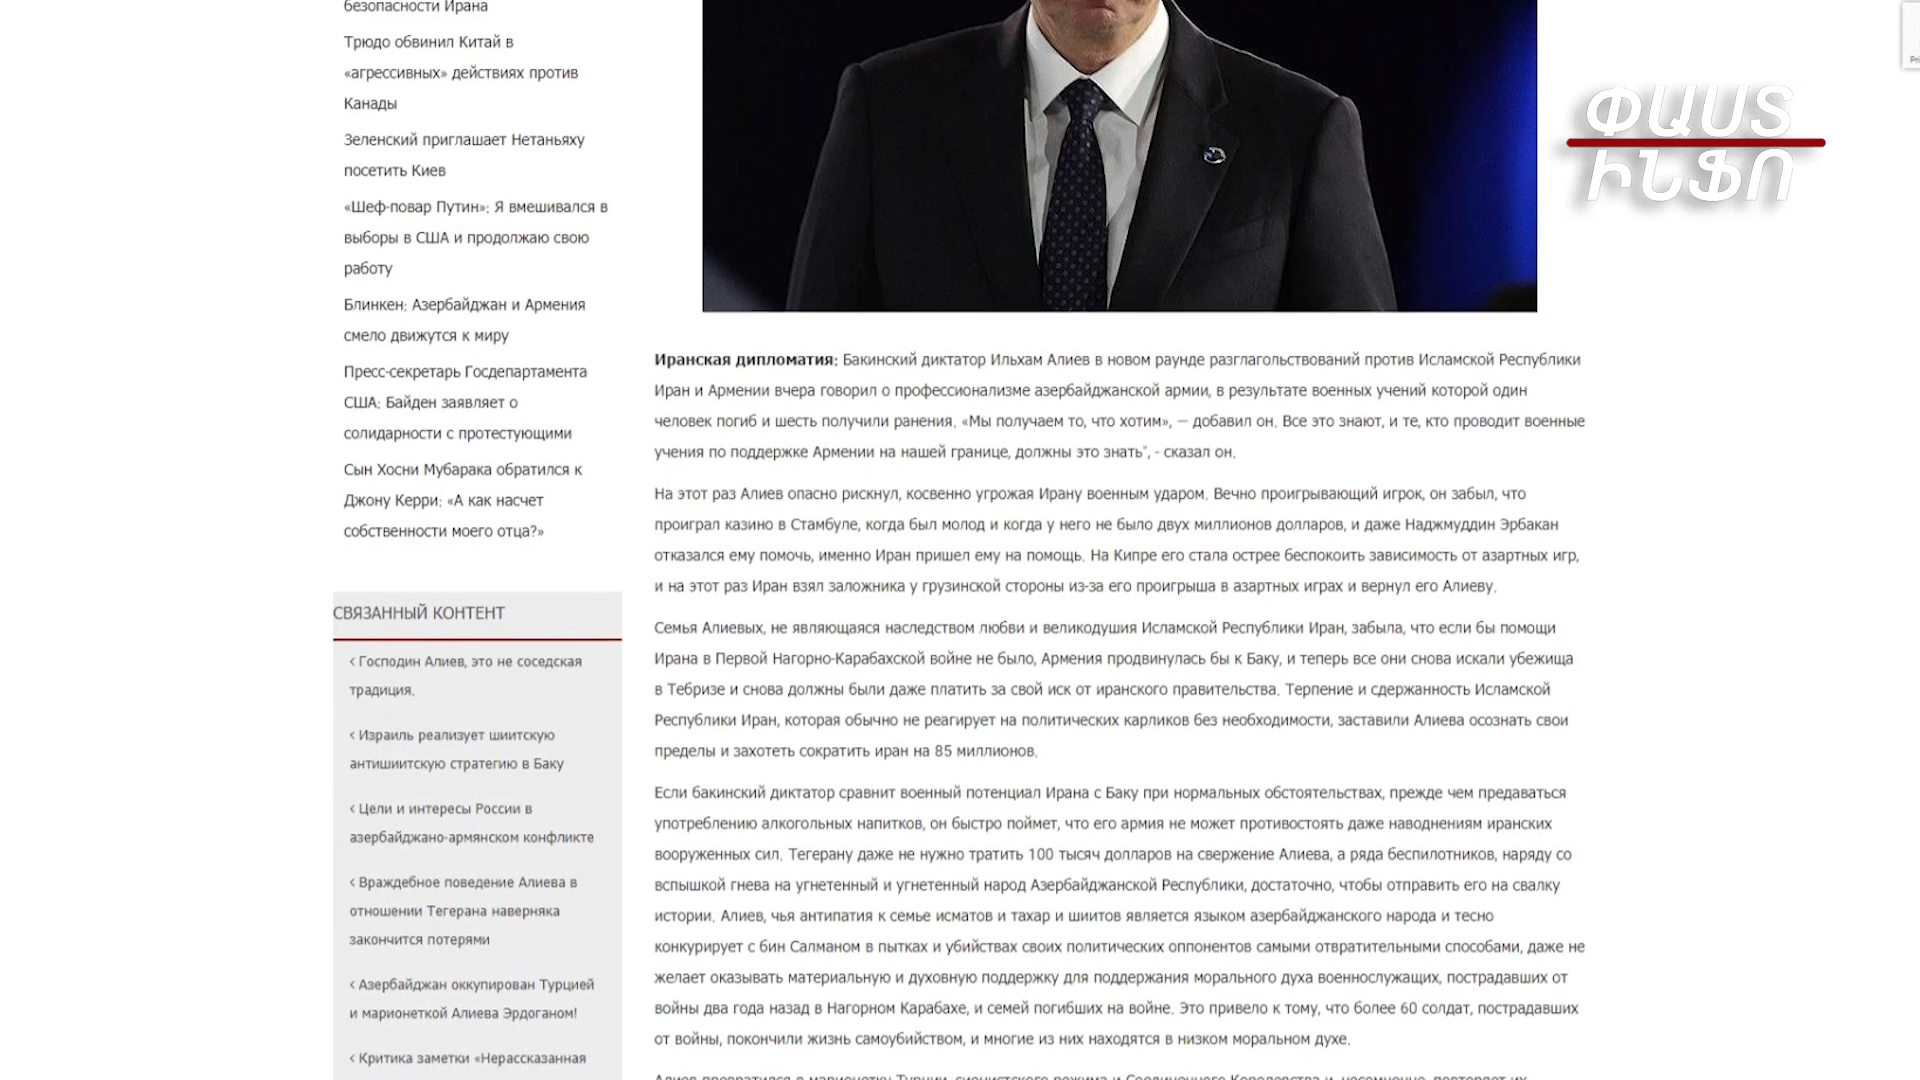 безопасности Ирана
Трюдо обвинил Китай в
«агрессивных» действиях против
Канады
Зеленский приглашает Нетаньяху
посетить Киев
«Шеф-повар Путин»: Я вмешивался в
выборы в США и продолжаю свою
работу
Блинкен: Азербайджан и Армения
смело движутся к миру
Пресс-секретарь Госдепартамента
США: Байден заявляет о
солидарности с протестующими
Сын Хосни Мубарака обратился к
Джону Керри: «А как насчет
собственности моего отца?»
СВЯЗАННЫЙ КОНТЕНТ
‹ Господин Алиев, это не соседская
традиция.
‹ Израиль реализует шиитскую
антишиитскую стратегию в Баку
‹ Цели и интересы России в
азербайджано-армянском конфликте
‹ Враждебное поведение Алиева в
отношении Тегерана наверняка
закончится потерями
‹ Азербайджан оккупирован Турцией
и марионеткой Алиева Эрдоганом!
‹ Критика заметки «Нерассказанная
ՓԱՍՏ
ԻՆՖՈ
Иранская дипломатия: Бакинский диктатор Ильхам Алиев в новом раунде разглагольствований против Исламской Республики
Иран и Армении вчера говорил о профессионализме азербайджанской армии, в результате военных учений которой один
человек погиб и шесть получили ранения. «Мы получаем то, что хотим», — добавил он. Все это знают, и те, кто проводит военные
учения по поддержке Армении на нашей границе, должны это знать", - сказал он.
На этот раз Алиев опасно рискнул, косвенно угрожая Ирану военным ударом. Вечно проигрывающий игрок, он забыл, что
проиграл казино в Стамбуле, когда был молод и когда у него не было двух миллионов долларов, и даже Наджмуддин Эрбакан
отказался ему помочь, именно Иран пришел ему на помощь. На Кипре его стала острее беспокоить зависимость от азартных игр,
и на этот раз Иран взял заложника у грузинской стороны из-за его проигрыша в азартных играх и вернул его Алиеву.
Семья Алиевых, не являющаяся наследством любви и великодушия Исламской Республики Иран, забыла, что если бы помощи
Ирана в Первой Нагорно-Карабахской войне не было, Армения продвинулась бы к Баку, и теперь все они снова искали убежища
в Тебризе и снова должны были даже платить за свой иск от иранского правительства. Терпение и сдержанность Исламской
Республики Иран, которая обычно не реагирует на политических карликов без необходимости, заставили Алиева осознать свои
пределы и захотеть сократить иран на 85 миллионов.
Если бакинский диктатор сравнит военный потенциал Ирана с Баку при нормальных обстоятельствах, прежде чем предаваться
употреблению алкогольных напитков, он быстро поймет, что его армия не может противостоять даже наводнениям иранских
вооруженных сил. Тегерану даже не нужно тратить 100 тысяч долларов на свержение Алиева, а ряда беспилотников, наряду со
вспышкой гнева на угнетенный и угнетенный народ Азербайджанской Республики, достаточно, чтобы отправить его на свалку
истории. Алиев, чья антипатия к семье исматов и тахар и шиитов является языком азербайджанского народа и тесно
конкурирует с бин Салманом в пытках и убийствах своих политических оппонентов самыми отвратительными способами, даже не
желает оказывать материальную и духовную поддержку для поддержания морального духа военнослужащих, пострадавших от
войны два года назад в Нагорном Карабахе, и семей погибших на войне. Это привело к тому, что более 60 солдат, пострадавших
от войны, покончили жизнь самоубийством, и многие из них находятся в низком моральном духе.